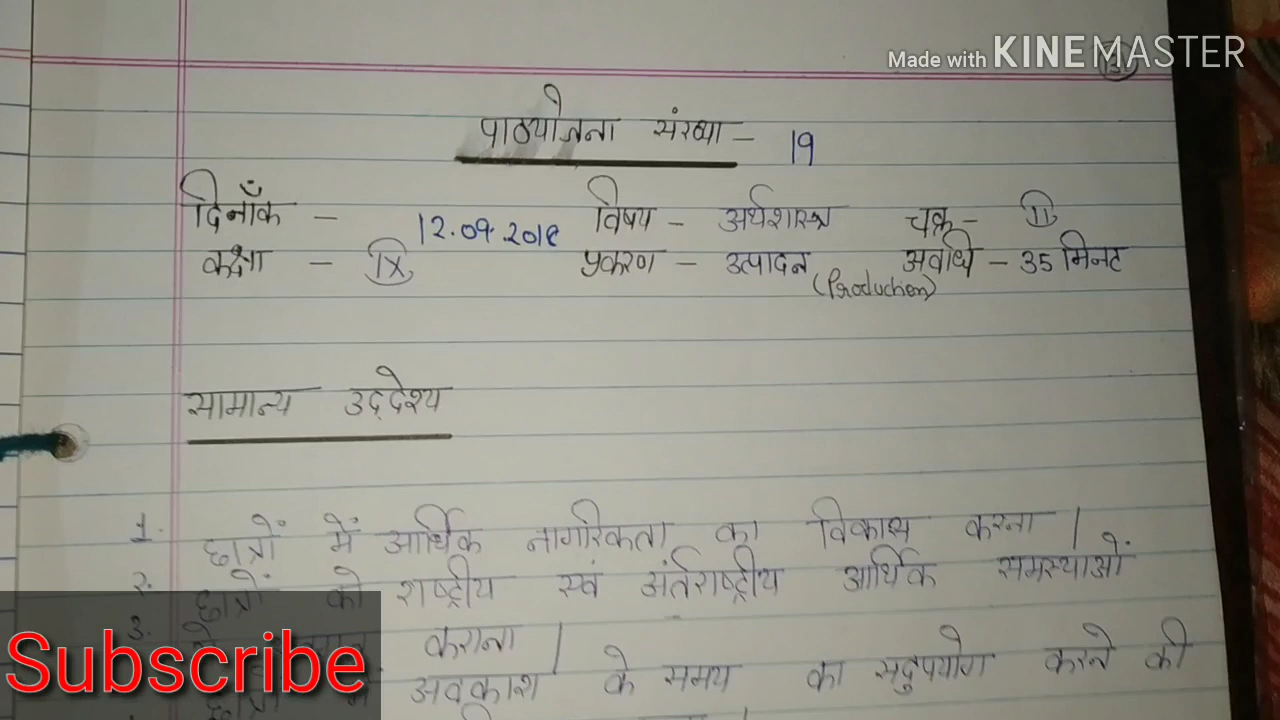 Made with KINEMASTER
पाठयोजना संख्या - 19
दिनाँक - 12.09.2018 विषय - अर्थशास्त्र चक्र - II
कक्षा - IX प्रकरण - उत्पादन अवधि - 35 मिनट
(Production)
सामान्य उद्देश्य
1. छात्रों में आर्थिक नागरिकता का विकास करना ।
2. छात्रों को राष्ट्रीय एवं अंर्तराष्ट्रीय आर्थिक समस्याओं
3. कराना ।
अवकाश के समय का सदुपयोग करने की
Subscribe